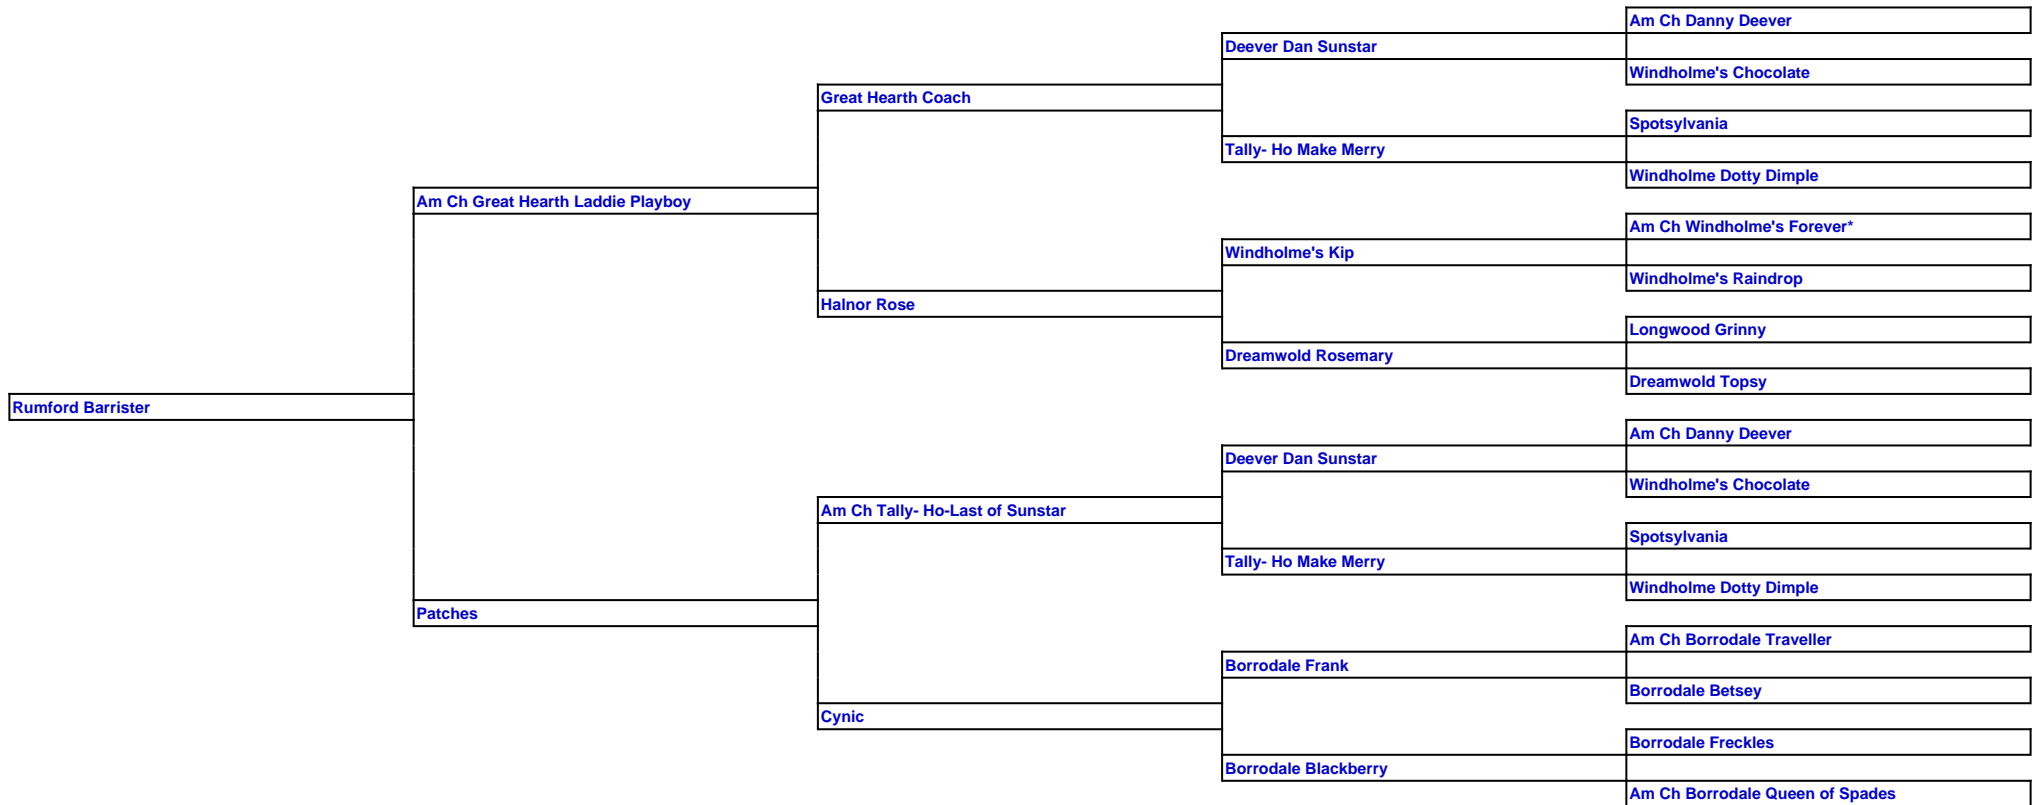 Am Ch Danny Deever
Deever Dan Sunstar
Windholme's Chocolate
Great Hearth Coach
Spotsylvania
Tally- Ho Make Merry
Windholme Dotty Dimple
Am Ch Great Hearth Laddie Playboy
Am Ch Windholme's Forever*
Windholme's Kip
Windholme's Raindrop
Halnor Rose
Longwood Grinny
Dreamwold Rosemary
Dreamwold Topsy
Rumford Barrister
Am Ch Danny Deever
Deever Dan Sunstar
Windholme's Chocolate
Am Ch Tally- Ho-Last of Sunstar
Spotsylvania
Tally- Ho Make Merry
Windholme Dotty Dimple
Patches
Am Ch Borrodale Traveller
Borrodale Frank
Borrodale Betsey
Cynic
Borrodale Freckles
Borrodale Blackberry
Am Ch Borrodale Queen of Spades